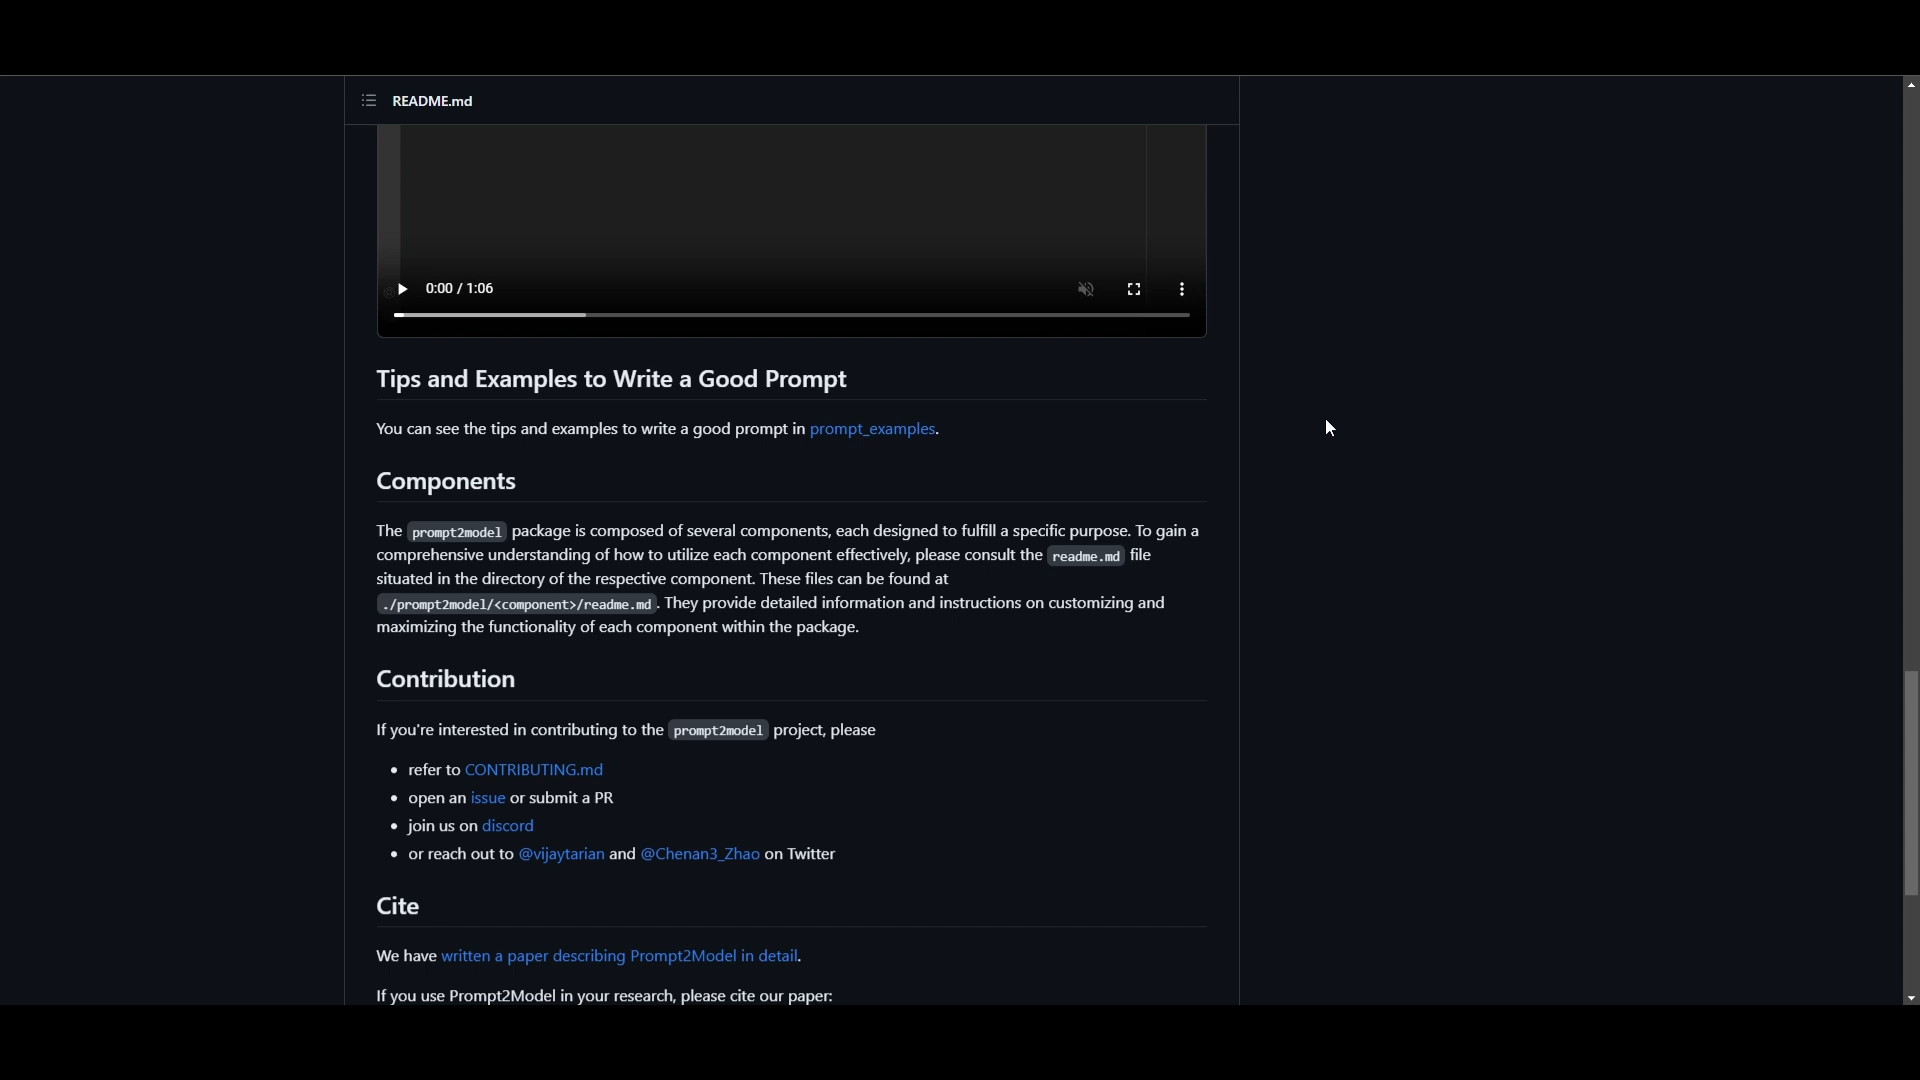 README.md
0:00 / 1:06
Tips and Examples to Write a Good Prompt
You can see the tips and examples to write a good prompt in prompt_examples.
Components
The prompt2model package is composed of several components, each designed to fulfill a specific purpose. To gain a
comprehensive understanding of how to utilize each component effectively, please consult the readme.md file
situated in the directory of the respective component. These files can be found at
./prompt2model/<component>/readme.md. They provide detailed information and instructions on customizing and
maximizing the functionality of each component within the package.
Contribution
If you're interested in contributing to the prompt2model project, please
• refer to CONTRIBUTING.md
• open an issue or submit a PR
• join us on discord
• or reach out to @vijaytarian and @Chenan3_Zhao on Twitter
Cite
We have written a paper describing Prompt2Model in detail.
If you use Prompt2Model in your research, please cite our paper: